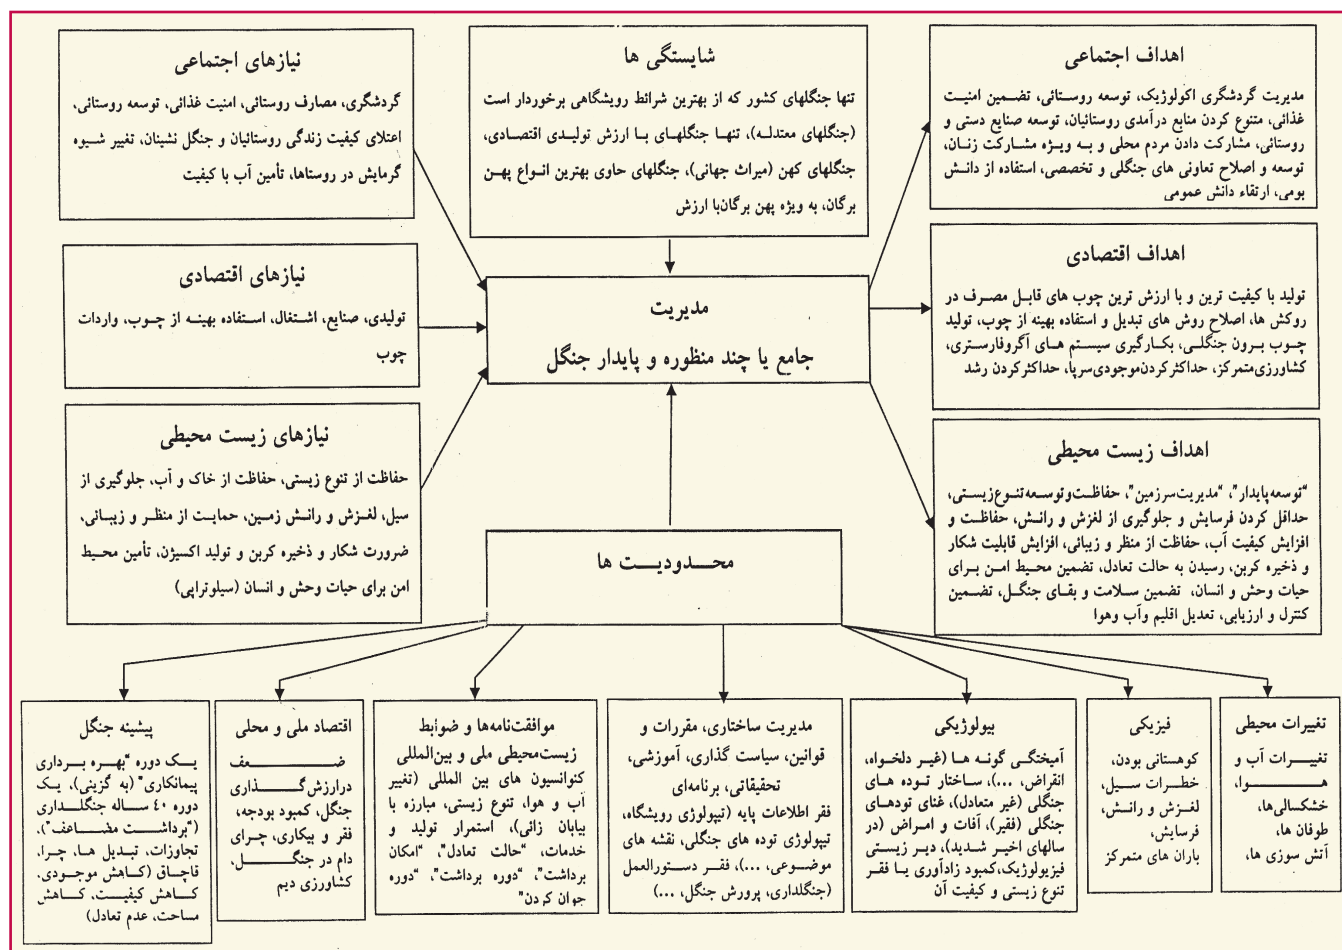 اهداف اجتماعی
مدیریت گردشگری اکولوژیک، توسعه روستائی، تضمین امنیت
غذائی، متنوع کردن منابع درآمدی روستائیان، توسعه صنایع دستی و
روستائی، مشارکت دادن مردم محلی و به ویژه مشارکت زنان،
توسعه و اصلاح تعاونی های جنگلی و تخصصی، استفاده از دانش
بومی، ارتقاء دانش عمومی
شایستگی ها
تنها جنگلهای کشور که از بهترین شرائط رویشگاهی برخوردار است
(جنگلهای معتدله)، تنها جنگلهای با ارزش تولیدی اقتصادی،
جنگلهای کهن (میراث جهانی)، جنگلهای حاوی بهترین انواع پهن
برگان، به ویژه پهن برگان‌با ارزش
نیازهای اجتماعی
گردشگری، مصارف روستائی، امنیت غذائی، توسعه روستائی،
اعتلای کیفیت زندگی روستائیان و جنگل نشینان، تغییر شیوه
گرمایش در روستاها، تأمین آب با کیفیت
اهداف اقتصادی
تولید با کیفیت ترین و با ارزش ترین چوب های قابل مصرف در
روکش ها، اصلاح روش های تبدیل و استفاده بهینه از چوب، تولید
چوب برون جنگلی، بکارگیری سیستم های آگروفارستری،
کشاورزی‌متمرکز، حداکثرکردن‌موجودی‌سرپا، حداکثرکردن رشد
مدیریت
جامع یا چند منظوره و پایدار جنگل
نیازهای اقتصادی
تولیدی، صنایع، اشتغال، استفاده بهینه از چوب، واردات
چوب
اهداف زیست محیطی
"توسعه‌پایدار"، "مدیریت‌سرزمین"، حفاظت‌و‌توسعه‌تنوع‌زیستی،
حداقل کردن فرسایش و جلوگیری از لغزش و رانش، حفاظت و
افزایش کیفیت آب، حفاظت از منظر و زیبائی، افزایش قابلیت شکار
و ذخیره کربن، رسیدن به حالت تعادل، تضمین محیط امن برای
حیات وحش و انسان، تضمین سلامت و بقای جنگل، تضمین
کنترل و ارزیابی، تعدیل اقلیم وآب وهوا
محدودیت ها
نیازهای زیست محیطی
حفاظت از تنوع زیستی، حفاظت از خاک و آب، جلوگیری از
سیل، لغزش و رانش زمین، حمایت از منظر و زیبائی،
ضرورت شکار و ذخیره کربن و تولید اکسیژن، تأمین محیط
امن برای حیات وحش و انسان (سیلوتراپی)
تغییرات محیطی
تغییرات آب و
هوا،
خشکسالی‌ها،
طوفان ها،
آتش سوزی ها،
فیزیکی
کوهستانی بودن،
خطرات سیل،
لغزش و رانش،
فرسایش،
باران های متمرکز
بیولوژیکی
آمیختگی گونه ها (غیر دلخواه،
انقراض، ...)، ساختار توده های
جنگلی (غیر متعادل)، غنای تودهای
جنگلی (فقیر)، آفات و امراض (در
سالهای اخیر شدید)، دیر زیستی
فیزیولوژیک،کمبود زادآوری یا فقر
تنوع زیستی و کیفیت آن
مدیریت ساختاری، مقررات و
قوانین، سیاست گذاری، آموزشی،
تحقیقاتی، برنامه‌ای
فقر اطلاعات پایه (تیپولوژی رویشگاه،
تیپولوژی توده های جنگلی، نقشه های
موضوعی، ...)، فقر دستورالعمل
(جنگلداری، پرورش جنگل، ...)
موافقت‌نامه‌ها و ضوابط
زیست‌محیطی ملی و بین‌المللی
کنوانسیون های بین المللی (تغییر
آب و هوا، تنوع زیستی، مبارزه با
بیابان زائی)، استمرار تولید و
خدمات، "حالت تعادل"، "امکان
برداشت"، "دوره برداشت"، "دوره
جوان کردن"
اقتصاد ملی و محلی
ضعف
درارزش‌گذاری
جنگل، کمبود بودجه،
فقر و بیکاری، چرای
دام در جنگل،
کشاورزی دیم
پیشینه جنگل
یک دوره "بهره برداری
پیمانکاری" (به گزینی)، یک
دوره ۴۰ ساله جنگلداری
("برداشت مضاعف")،
تجاوزات، تبدیل ها، چرا،
قاچاق (کاهش موجودی،
کاهش کیفیت، کاهش
مساحت، عدم تعادل)